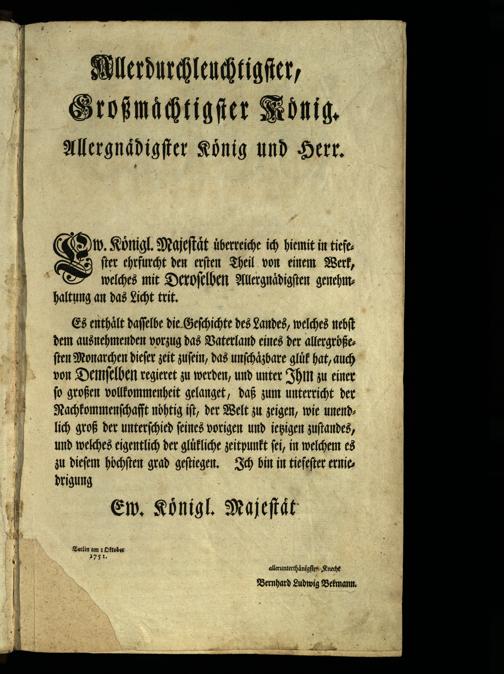 Allerdurchleuchtigster,
Großmächtigster König.
Allergnädigster König und Herr.
Ew. Königl. Majestät überreiche ich hiemit in tiefe-
ster ehrfurcht den ersten Theil von einem Werk,
welches mit Deroselben Allergnädigsten genehm-
haltung an das Licht trit.
Es enthält dasselbe die Geschichte des Landes, welches nebst
dem ausnehmenden vorzug das Vaterland eines der allergröße-
sten Monarchen dieser zeit zusein, das unschäzbare glük hat, auch
von Demselben regieret zu werden, und unter Ihm zu einer
so großen vollkommenheit gelanget, daß zum unterricht der
Nachkommenschafft nöhtig ist, der Welt zu zeigen, wie unend-
lich groß der unterschied seines vorigen und ietzigen zustandes,
und welches eigentlich der glükliche zeitpunkt sei, in welchem es
zu diesem höchsten grad gestiegen. Ich bin in tiefester ernie-
drigung
Ew. Königl. Majestät
Berlin am 1 Oktober
1751.
allerunterthänigster Knecht
Bernhard Ludwig Bekmann.